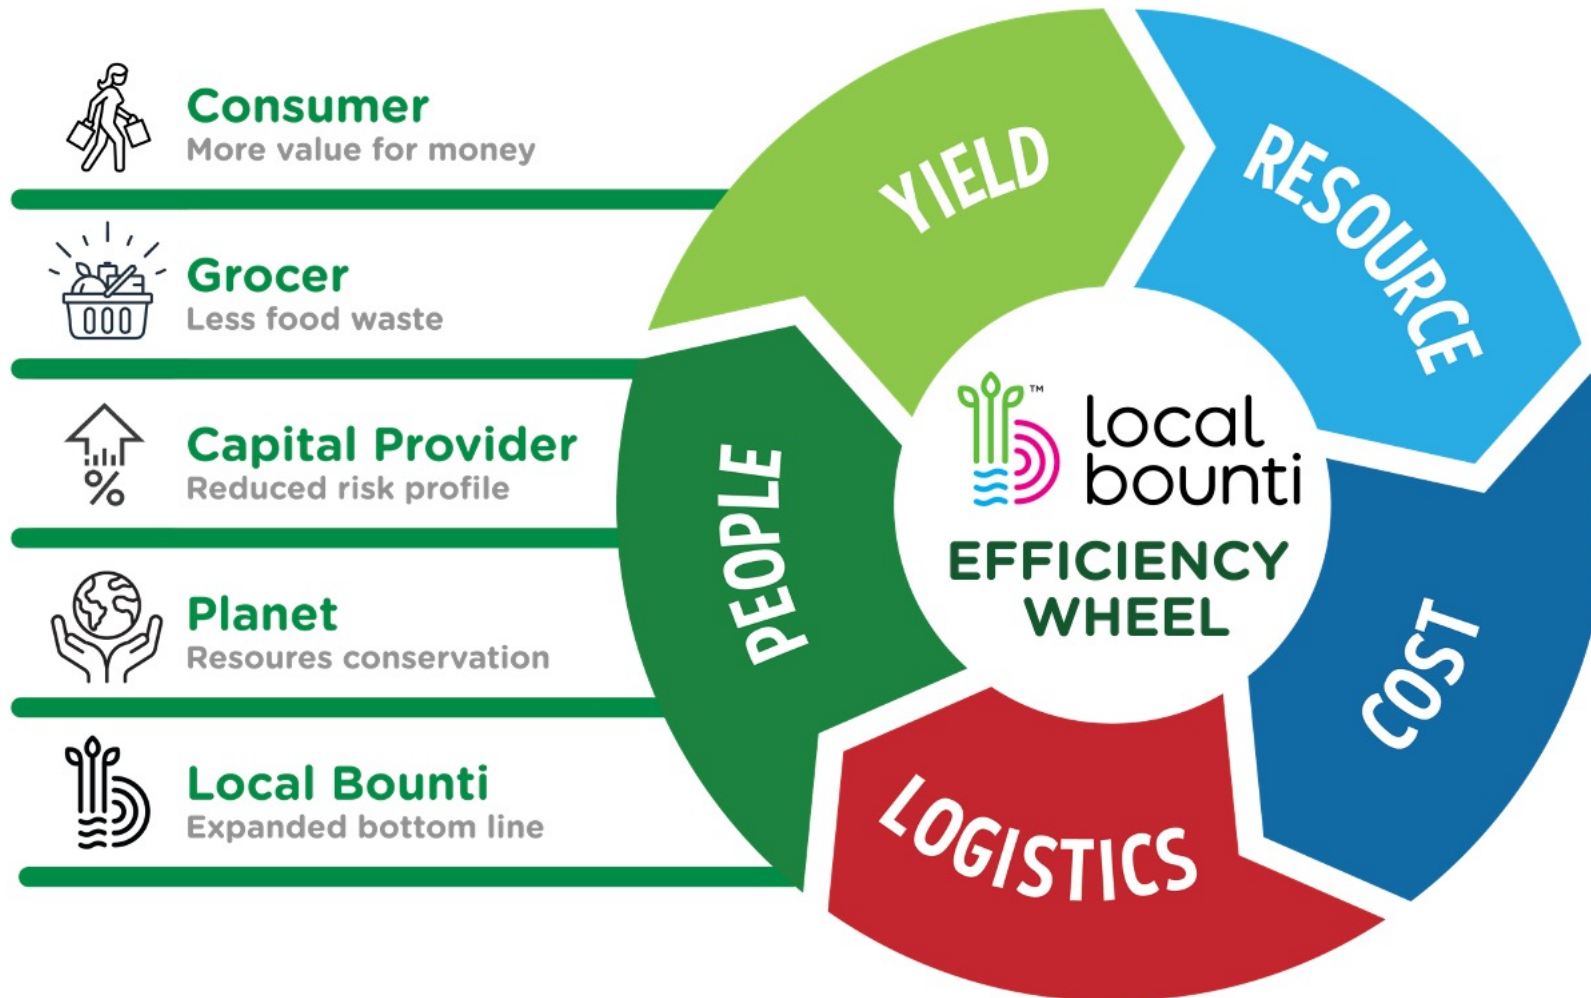 Consumer
More value for money
Grocer
Less food waste
Capital Provider
Reduced risk profile
Planet
Resoures conservation
Local Bounti
Expanded bottom line
YIELD
RESOURCE
COST
LOGISTICS
PEOPLE
local
bounti
™
EFFICIENCY
WHEEL